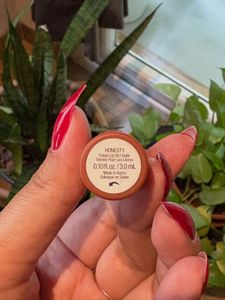 HONESTY
Tinted Lip Oil / Huile
Teintée Pour Les Lèvres
0.10 fl.oz. / 3.0 mL
Made in Korea
Fabriqué en Corée